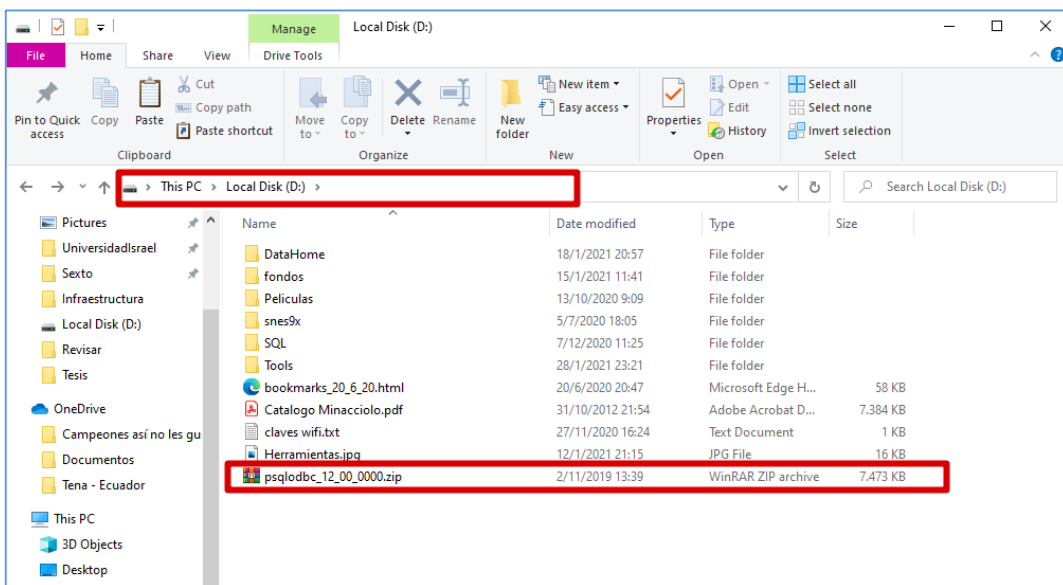 Manage Local Disk (D:)
File Home Share View Drive Tools
Pin to Quick access
Copy
Paste
Cut
Copy path
Paste shortcut
Move to
Copy to
Delete
Rename
New folder
New item
Easy access
Properties
Open
Edit
History
Select all
Select none
Invert selection
Clipboard Organize New Open Select
This PC Local Disk (D:) Search Local Disk (D:)
Pictures
UniversidadIsrael
Sexto
Infraestructura
Local Disk (D:)
Revisar
Tesis
OneDrive
Campeones así no les gu
Documentos
Tena - Ecuador
This PC
3D Objects
Desktop
Name Date modified Type Size
DataHome 18/1/2021 20:57 File folder
fondos 15/1/2021 11:41 File folder
Peliculas 13/10/2020 9:09 File folder
snes9x 5/7/2020 18:05 File folder
SQL 7/12/2020 11:25 File folder
Tools 28/1/2021 23:21 File folder
bookmarks_20_6_20.html 20/6/2020 20:47 Microsoft Edge H... 58 KB
Catalogo Minacciolo.pdf 31/10/2012 21:54 Adobe Acrobat D... 7.384 KB
claves wifi.txt 27/11/2020 16:24 Text Document 1 KB
Herramientas.jpg 12/1/2021 21:15 JPG File 16 KB
psqlodbc_12_00_0000.zip 2/11/2019 13:39 WinRAR ZIP archive 7.473 KB